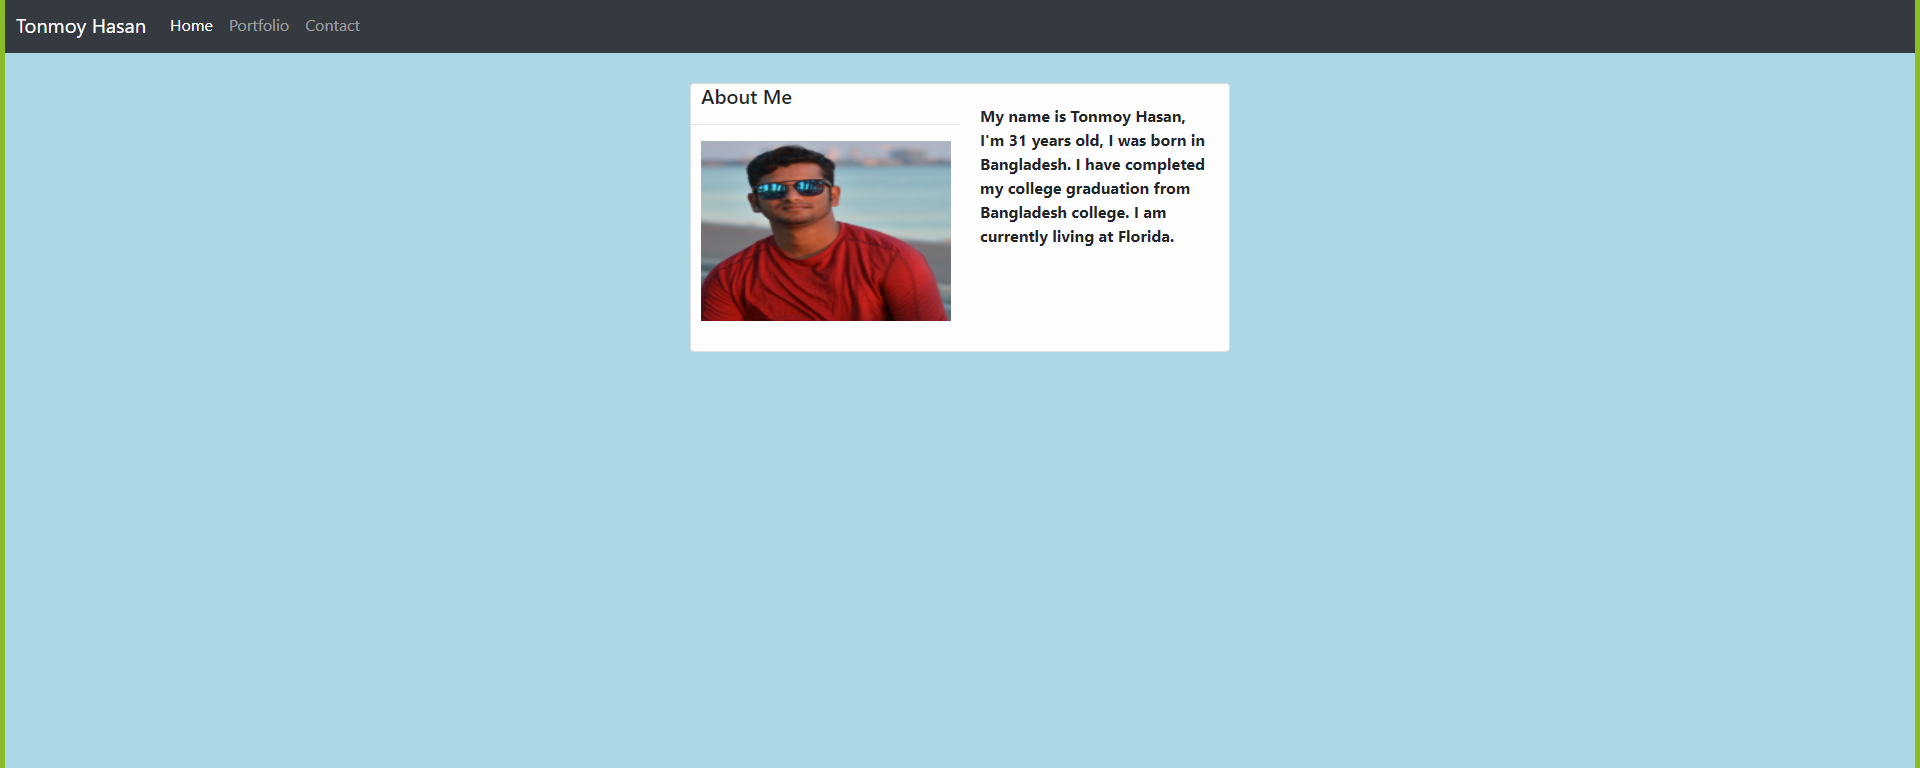 Tonmoy Hasan Home Portfolio Contact
About Me
My name is Tonmoy Hasan,
I'm 31 years old, I was born in
Bangladesh. I have completed
my college graduation from
Bangladesh college. I am
currently living at Florida.